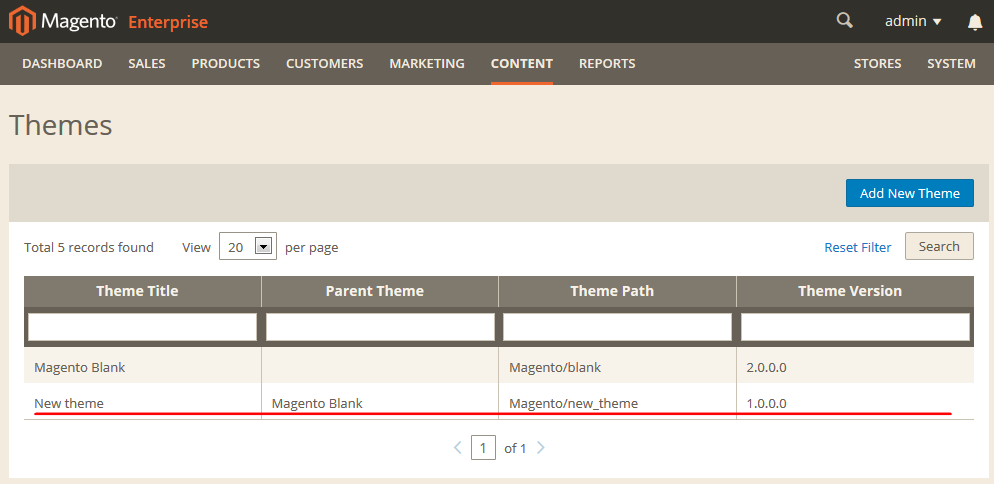 Magento Enterprise admin
DASHBOARD SALES PRODUCTS CUSTOMERS MARKETING CONTENT REPORTS STORES SYSTEM
Themes
Add New Theme
Total 5 records found View 20 per page Reset Filter Search
Theme Title Parent Theme Theme Path Theme Version
Magento Blank Magento/blank 2.0.0.0
New theme Magento Blank Magento/new_theme 1.0.0.0
1 of 1